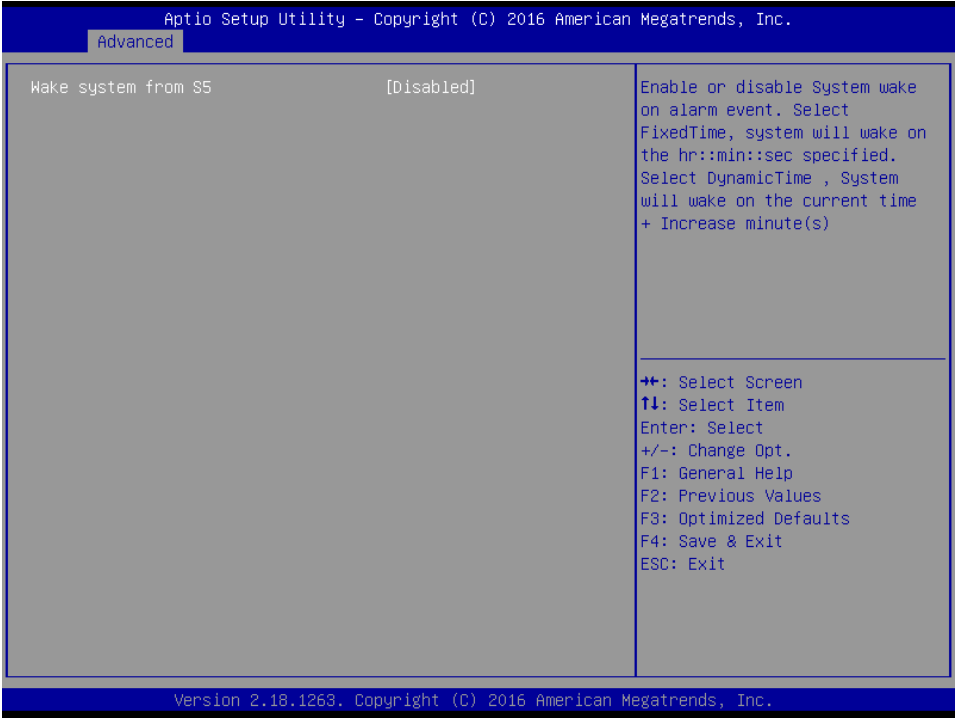 Aptio Setup Utility – Copyright (C) 2016 American Megatrends, Inc.
Advanced
Wake system from S5 [Disabled]
Enable or disable System wake
on alarm event. Select
FixedTime, system will wake on
the hr::min::sec specified.
Select DynamicTime , System
will wake on the current time
+ Increase minute(s)
→←: Select Screen
↑↓: Select Item
Enter: Select
+/-: Change Opt.
F1: General Help
F2: Previous Values
F3: Optimized Defaults
F4: Save & Exit
ESC: Exit
Version 2.18.1263. Copyright (C) 2016 American Megatrends, Inc.